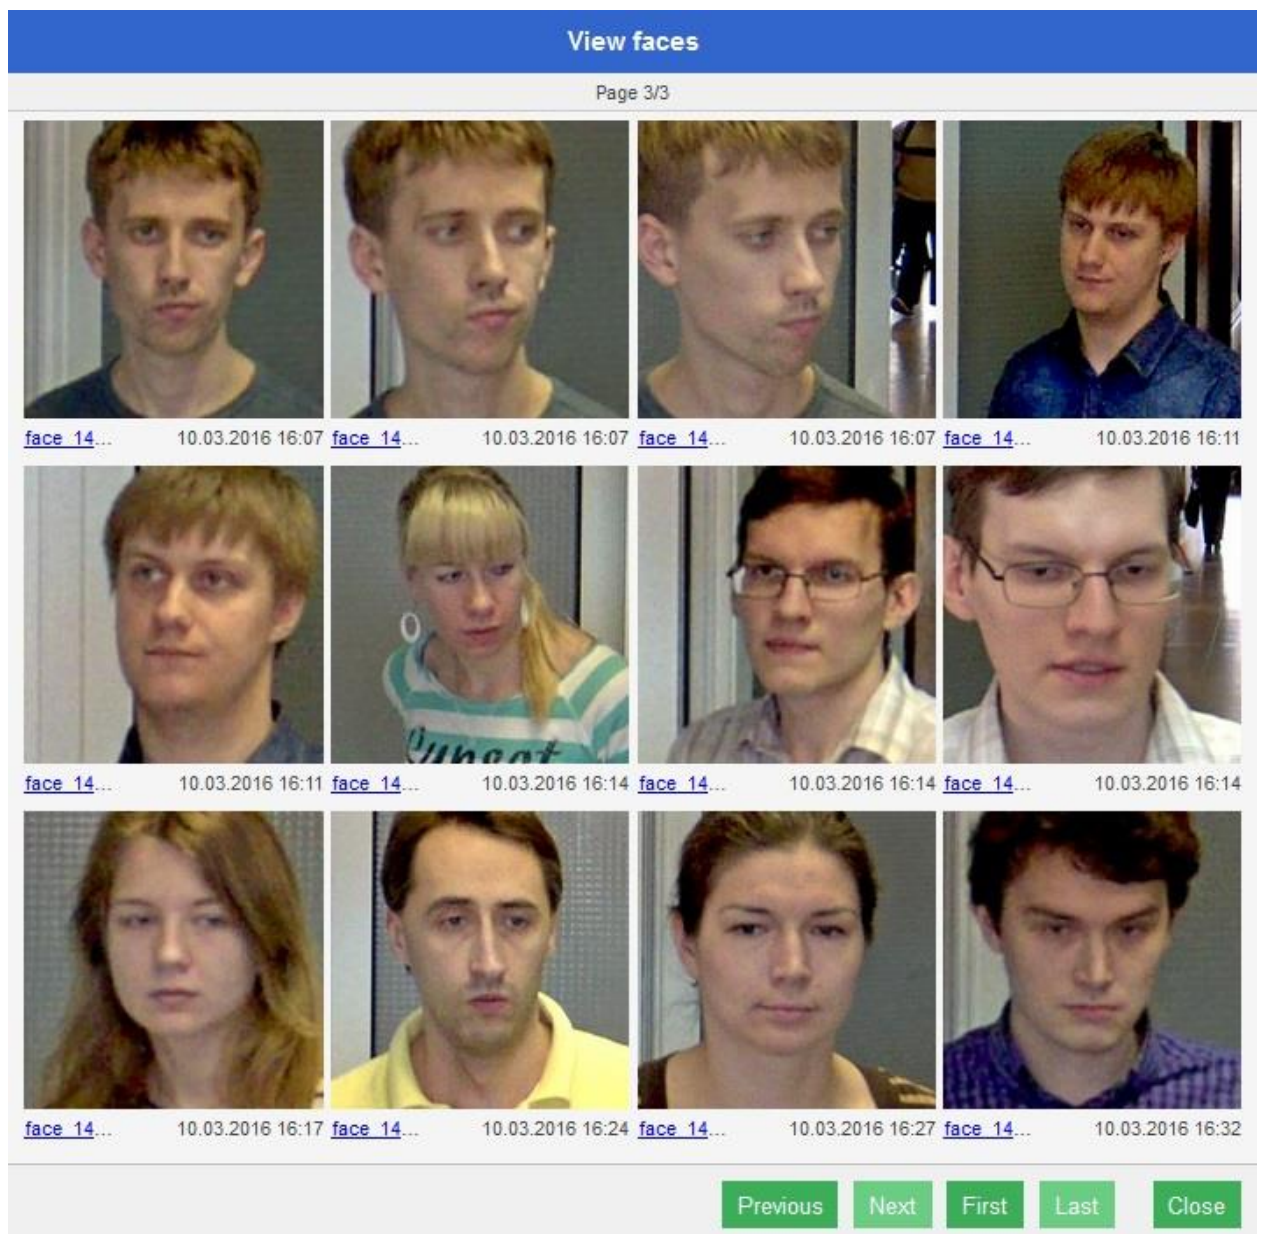 View faces
Page 3/3
face_14... 10.03.2016 16:07 face_14... 10.03.2016 16:07 face_14... 10.03.2016 16:07 face_14... 10.03.2016 16:11
Sunset
face_14... 10.03.2016 16:11 face_14... 10.03.2016 16:14 face_14... 10.03.2016 16:14 face_14... 10.03.2016 16:14
face_14... 10.03.2016 16:17 face_14... 10.03.2016 16:24 face_14... 10.03.2016 16:27 face_14... 10.03.2016 16:32
Previous Next First Last Close